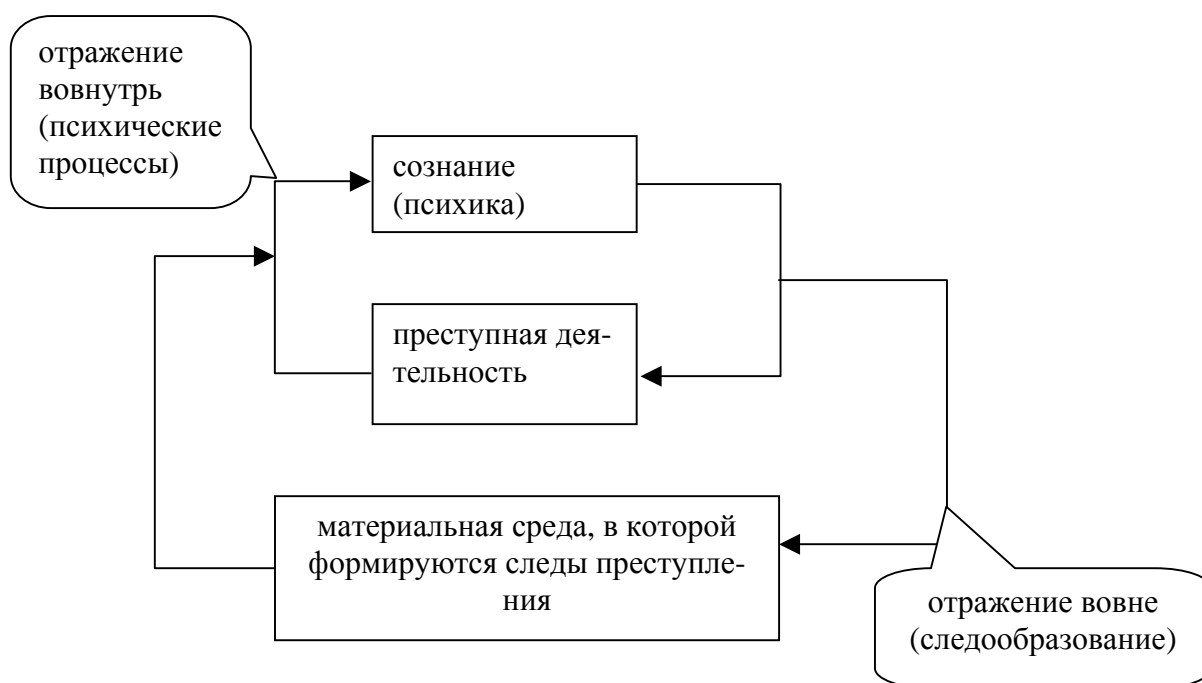 отражение
вовнутрь
(психические
процессы)
сознание
(психика)
преступная дея-
тельность
материальная среда, в которой
формируются следы преступле-
ния
отражение вовне
(следообразование)